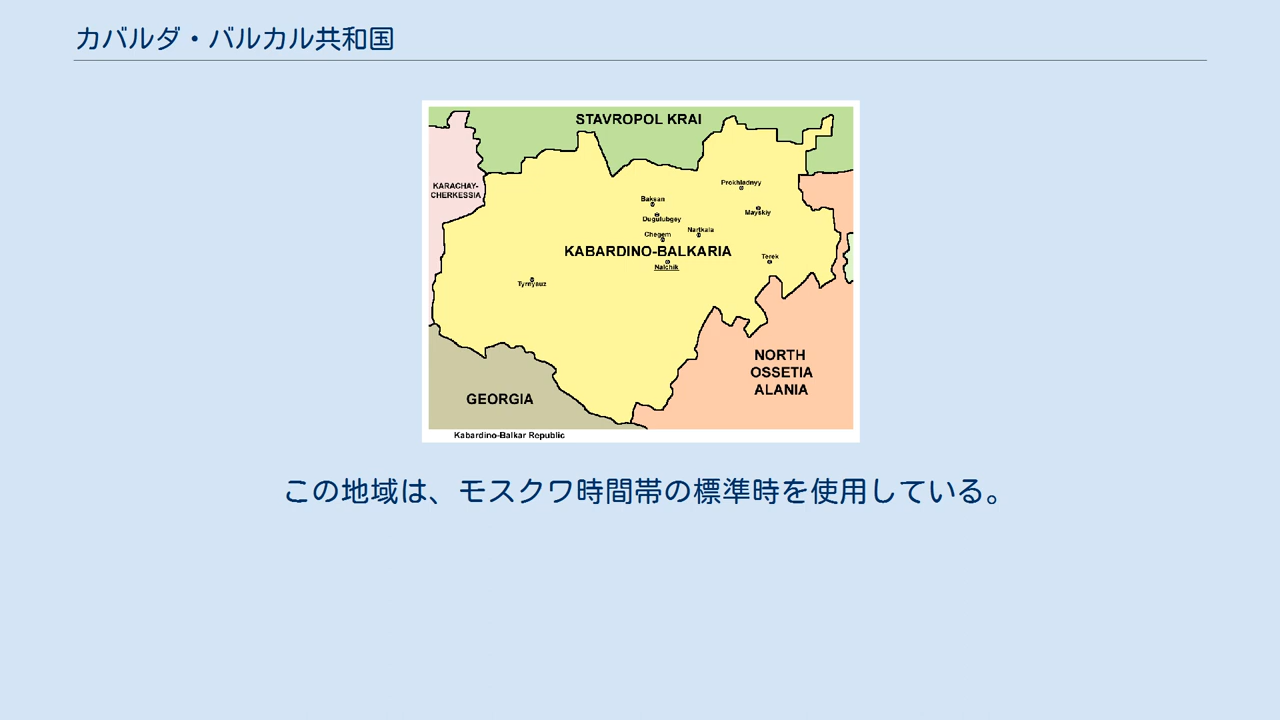 カバルダ・バルカル共和国
STAVROPOL KRAI
KARACHAY-
CHERKESSIA
Prokhladnyy
Baksan
Mayskiy
Dugulubgey
Nartkala
Chegem
KABARDINO-BALKARIA
Terek
Nalchik
Tyrnyauz
NORTH
OSSETIA
ALANIA
GEORGIA
Kabardino-Balkar Republic
この地域は、モスクワ時間帯の標準時を使用している。